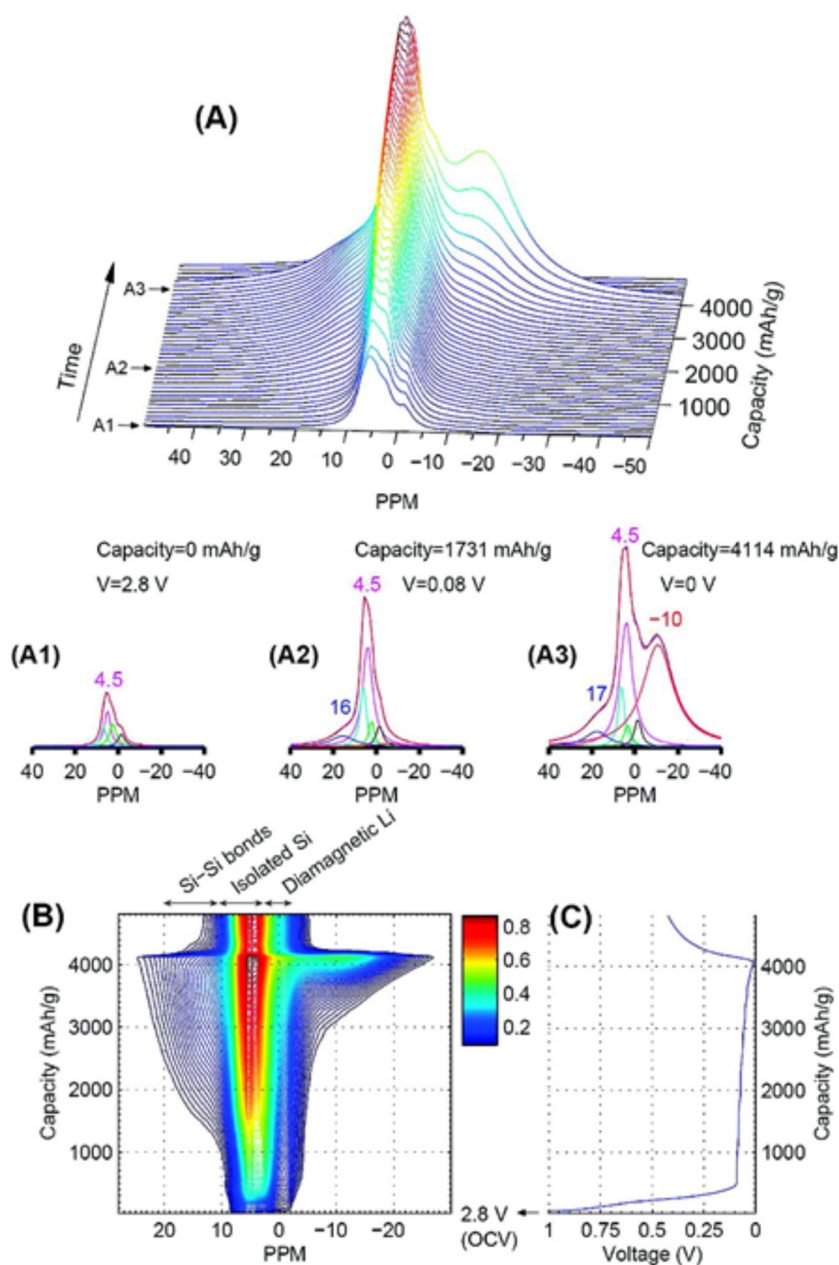 (A)
A3
A2
A1
Time
4000
3000
2000
1000
Capacity (mAh/g)
40 30 20 10 0 −10 −20 −30 −40 −50
PPM
Capacity=0 mAh/g
V=2.8 V
(A1)
4.5
40 20 0 −20 −40
PPM
Capacity=1731 mAh/g
V=0.08 V
(A2)
4.5
16
40 20 0 −20 −40
PPM
Capacity=4114 mAh/g
V=0 V
(A3)
4.5
−10
17
40 20 0 −20 −40
PPM
Si−Si bonds
Isolated Si
Diamagnetic Li
(B)
4000
3000
2000
1000
Capacity (mAh/g)
20 10 0 −10 −20
PPM
0.8
0.6
0.4
0.2
(C)
4000
3000
2000
1000
Capacity (mAh/g)
2.8 V
(OCV)
1 0.75 0.5 0.25 0
Voltage (V)